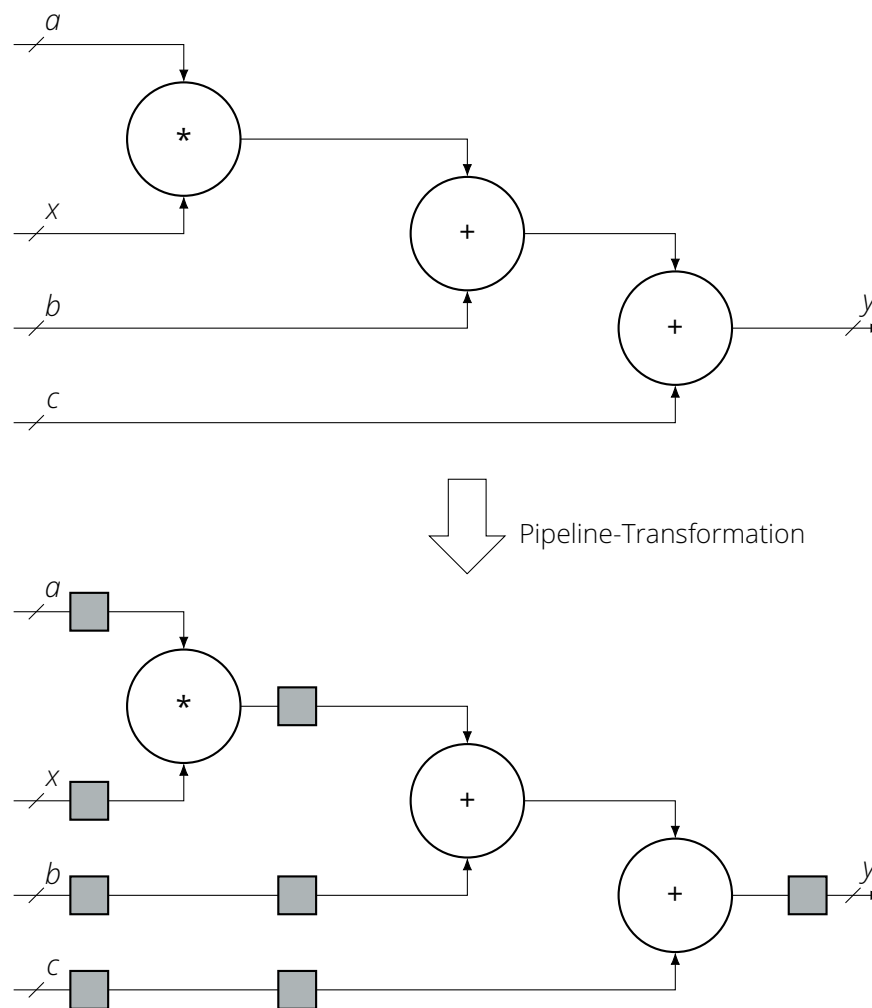 a
*
x
+
b
+
y
c
Pipeline-Transformation
a
*
x
+
b
+
y
c